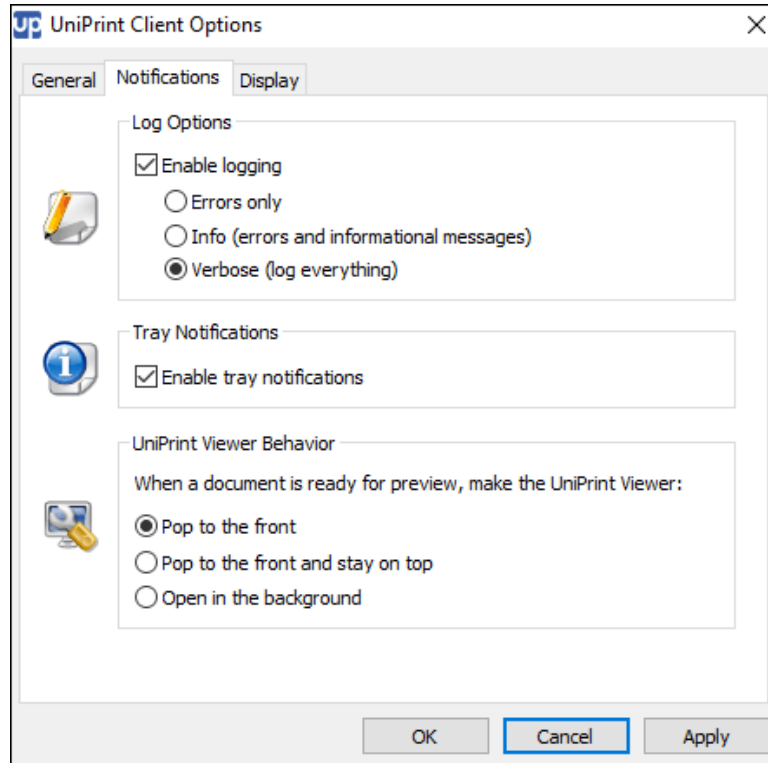 up UniPrint Client Options
General Notifications Display
Log Options
Enable logging
Errors only
Info (errors and informational messages)
Verbose (log everything)
Tray Notifications
Enable tray notifications
UniPrint Viewer Behavior
When a document is ready for preview, make the UniPrint Viewer:
Pop to the front
Pop to the front and stay on top
Open in the background
OK Cancel Apply